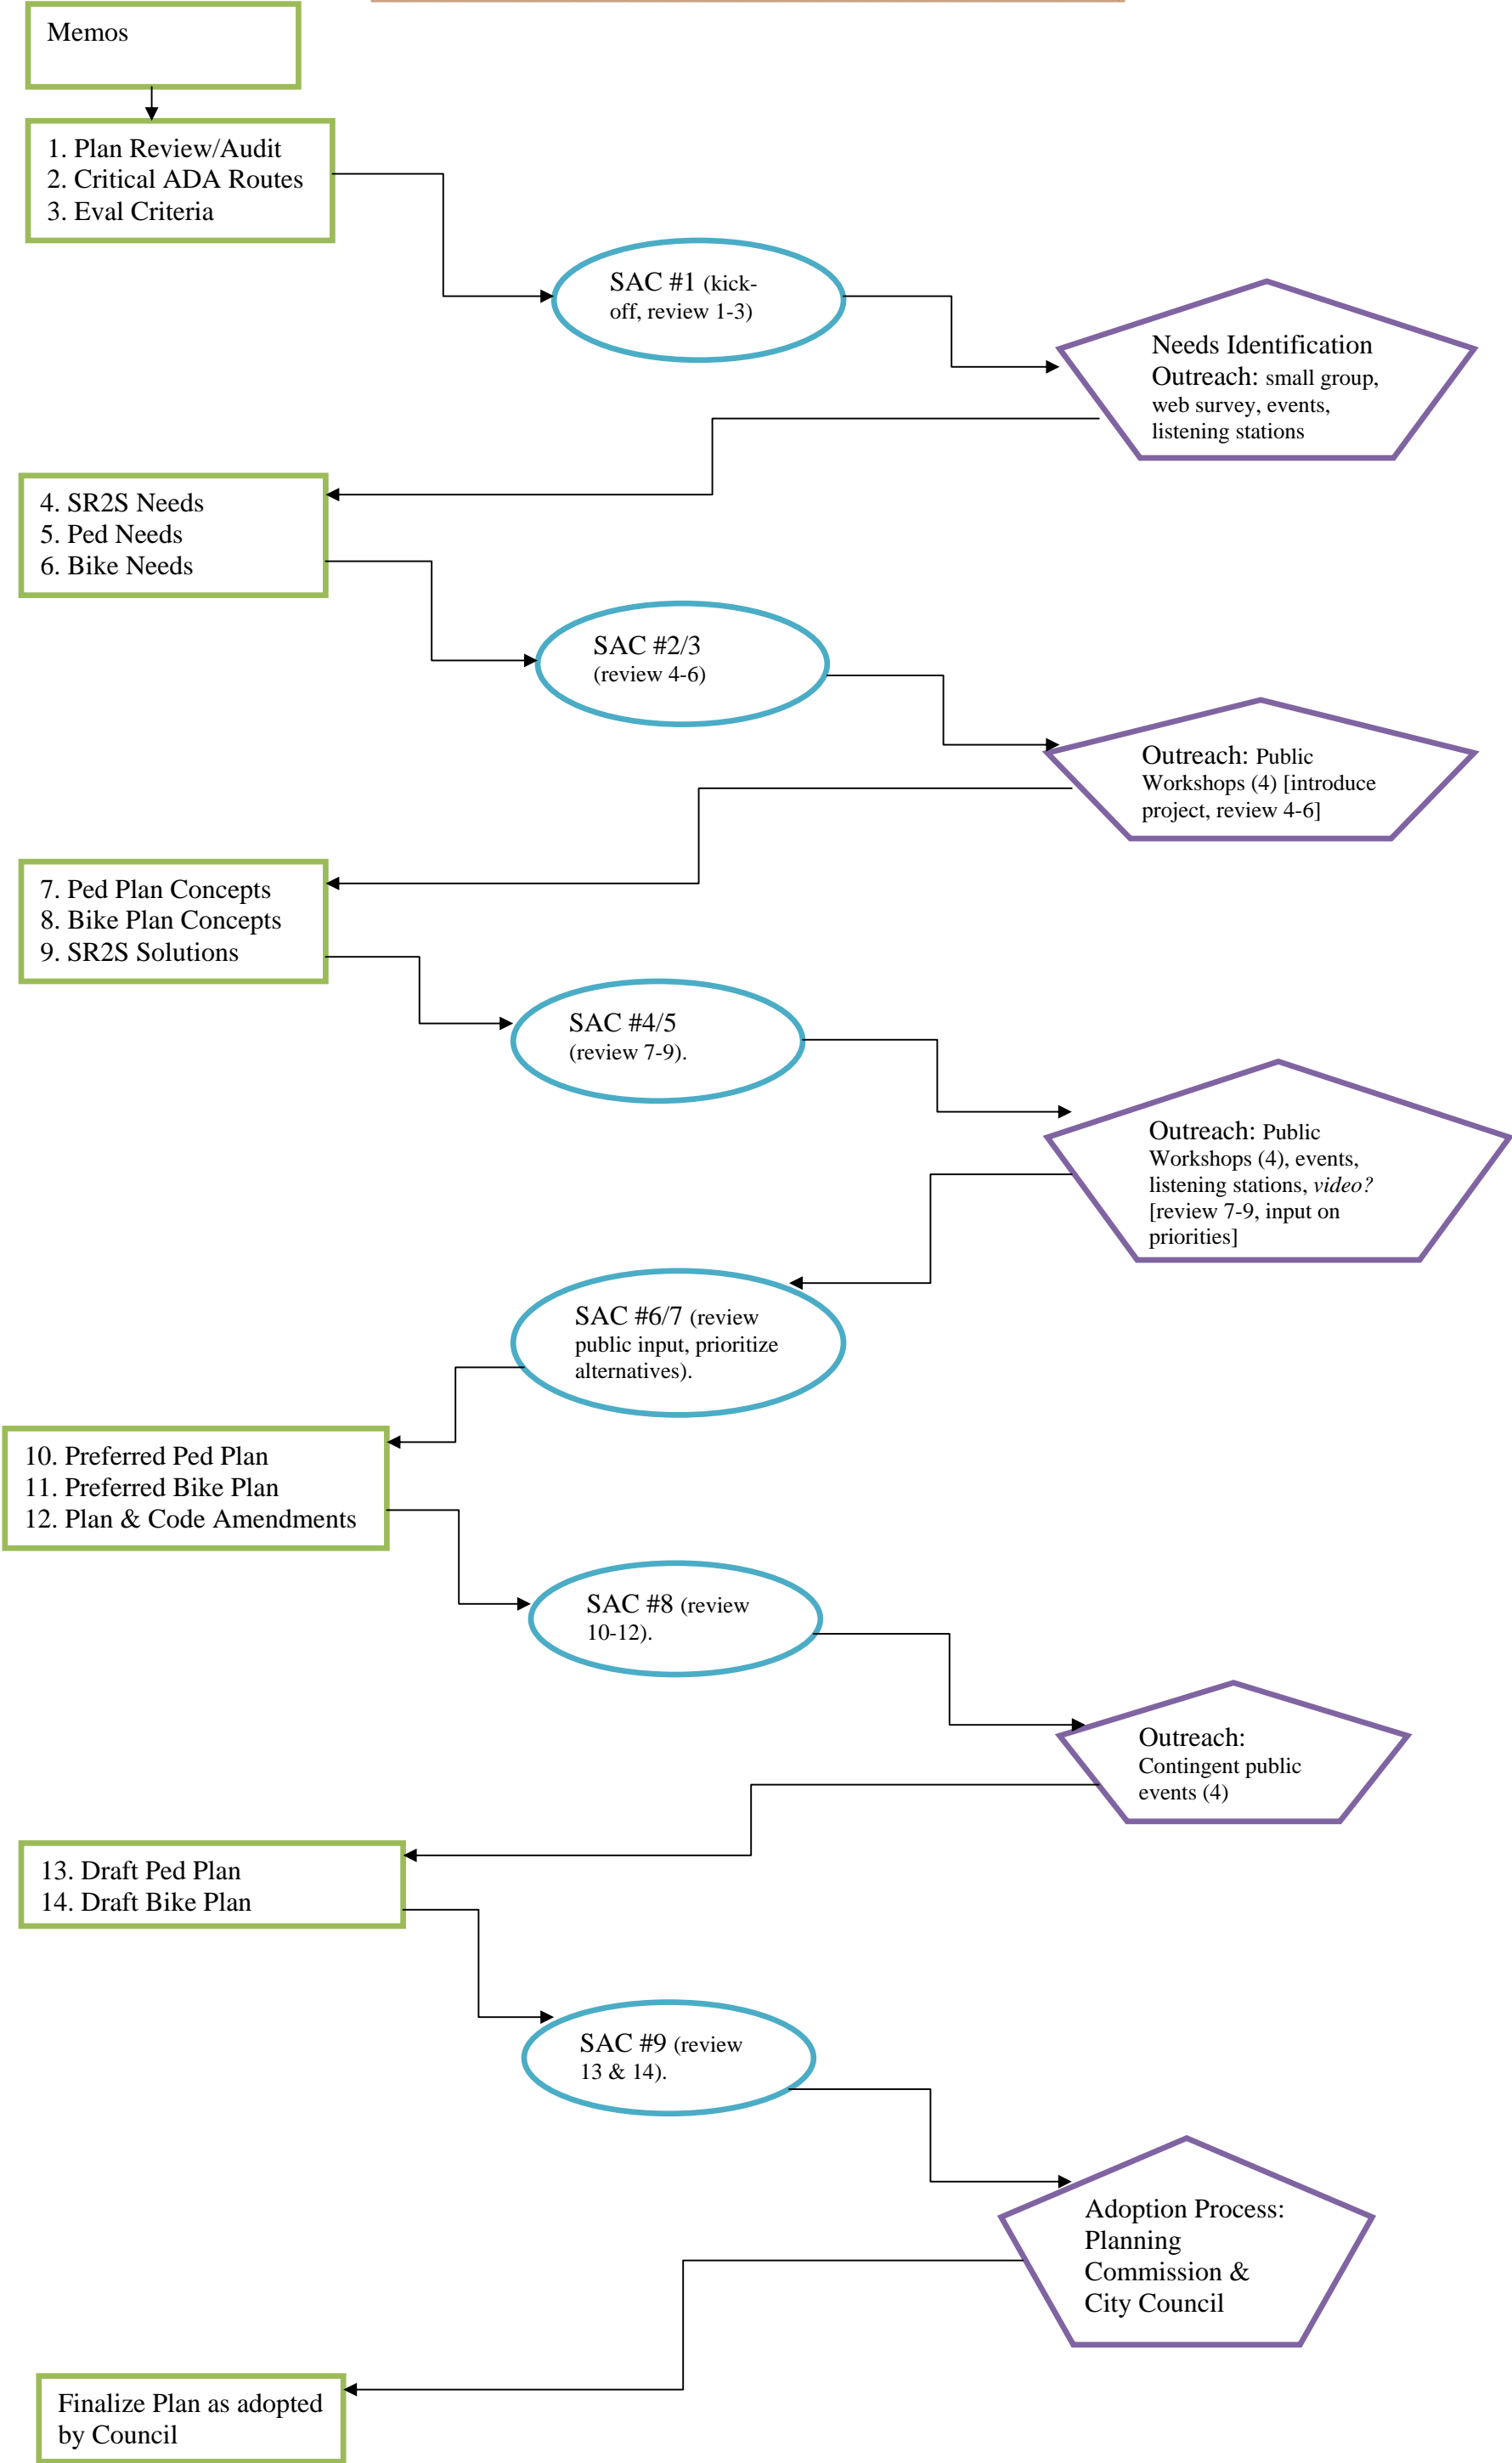 Memos
1. Plan Review/Audit
2. Critical ADA Routes
3. Eval Criteria
SAC #1 (kick-
off, review 1-3)
Needs Identification
Outreach: small group,
web survey, events,
listening stations
4. SR2S Needs
5. Ped Needs
6. Bike Needs
SAC #2/3
(review 4-6)
Outreach: Public
Workshops (4) [introduce
project, review 4-6]
7. Ped Plan Concepts
8. Bike Plan Concepts
9. SR2S Solutions
SAC #4/5
(review 7-9).
Outreach: Public
Workshops (4), events,
listening stations, video?
[review 7-9, input on
priorities]
SAC #6/7 (review
public input, prioritize
alternatives).
10. Preferred Ped Plan
11. Preferred Bike Plan
12. Plan & Code Amendments
SAC #8 (review
10-12).
Outreach:
Contingent public
events (4)
13. Draft Ped Plan
14. Draft Bike Plan
SAC #9 (review
13 & 14).
Adoption Process:
Planning
Commission &
City Council
Finalize Plan as adopted
by Council